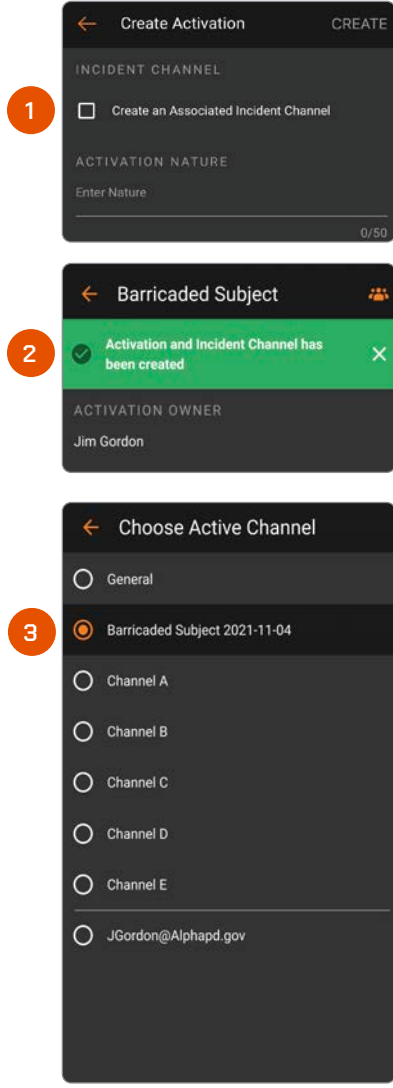 Create Activation CREATE
INCIDENT CHANNEL
1
Create an Associated Incident Channel
ACTIVATION NATURE
Enter Nature
0/50
Barricaded Subject
2
Activation and Incident Channel has
been created
ACTIVATION OWNER
Jim Gordon
Choose Active Channel
General
3
Barricaded Subject 2021-11-04
Channel A
Channel B
Channel C
Channel D
Channel E
JGordon@Alphapd.gov